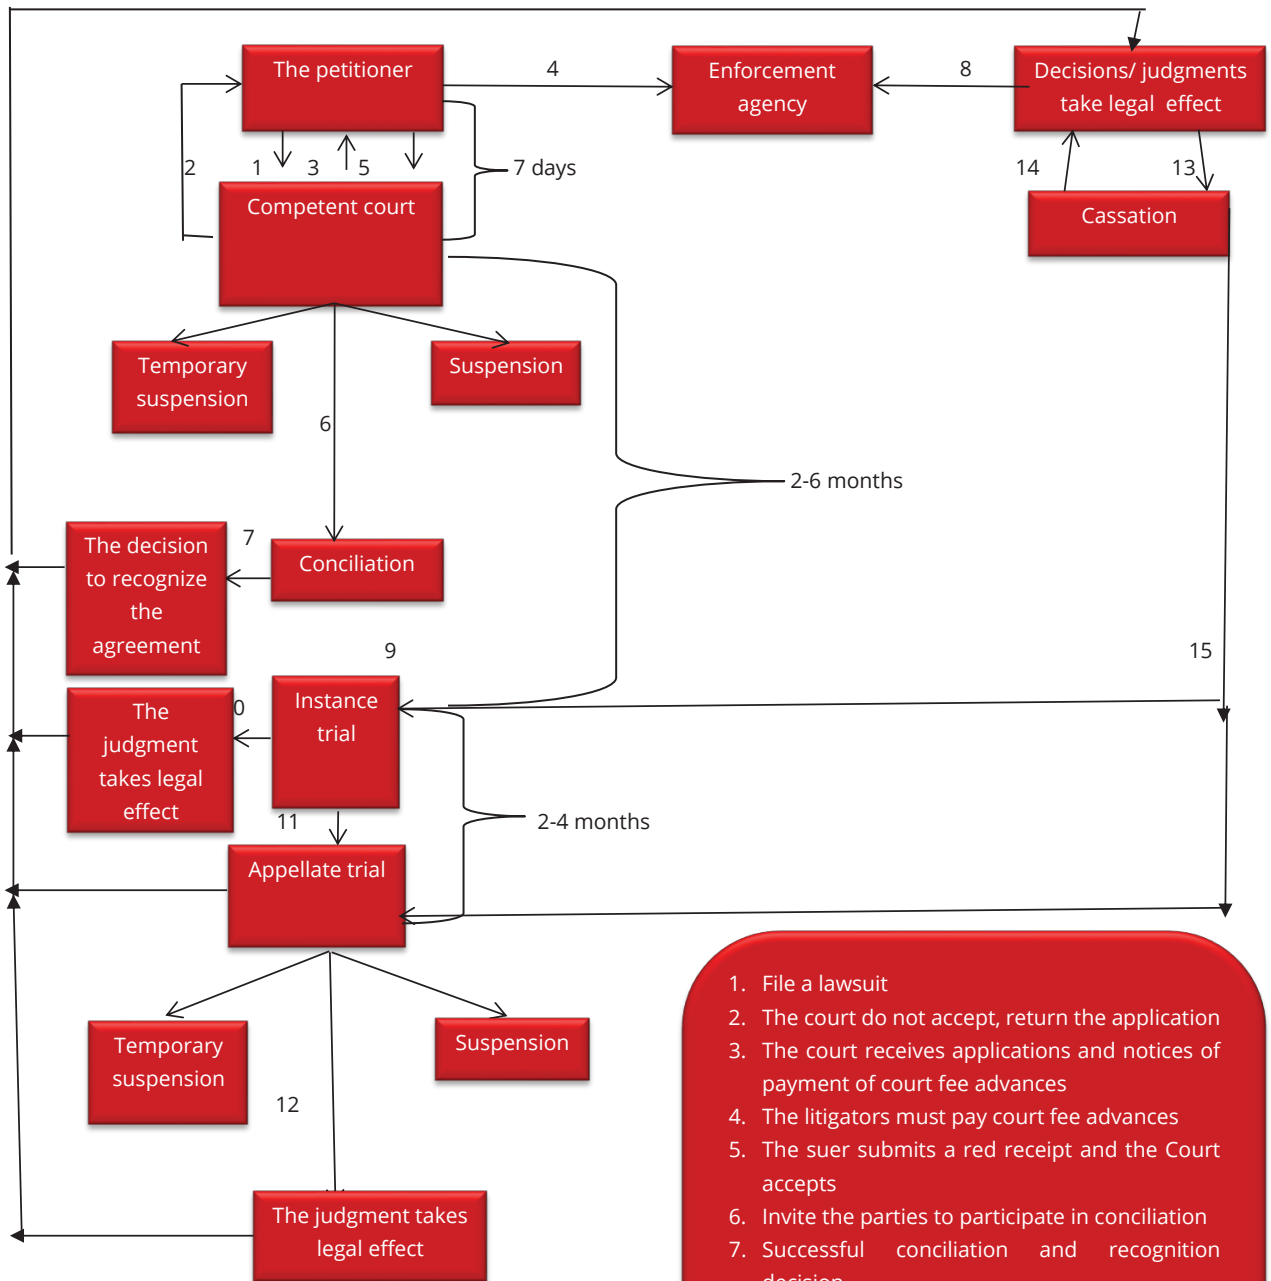 The petitioner
4
Enforcement
agency
8
Decisions/ judgments
take legal effect
2
1
3
5
7 days
14
13
Competent court
Cassation
Temporary
suspension
Suspension
6
2-6 months
The decision
to recognize
the
agreement
7
Conciliation
9
15
The
judgment
takes legal
effect
0
Instance
trial
11
2-4 months
Appellate trial
Temporary
suspension
Suspension
12
The judgment takes
legal effect
1. File a lawsuit
2. The court do not accept, return the application
3. The court receives applications and notices of
payment of court fee advances
4. The litigators must pay court fee advances
5. The suer submits a red receipt and the Court
accepts
6. Invite the parties to participate in conciliation
7. Successful conciliation and recognition
decision